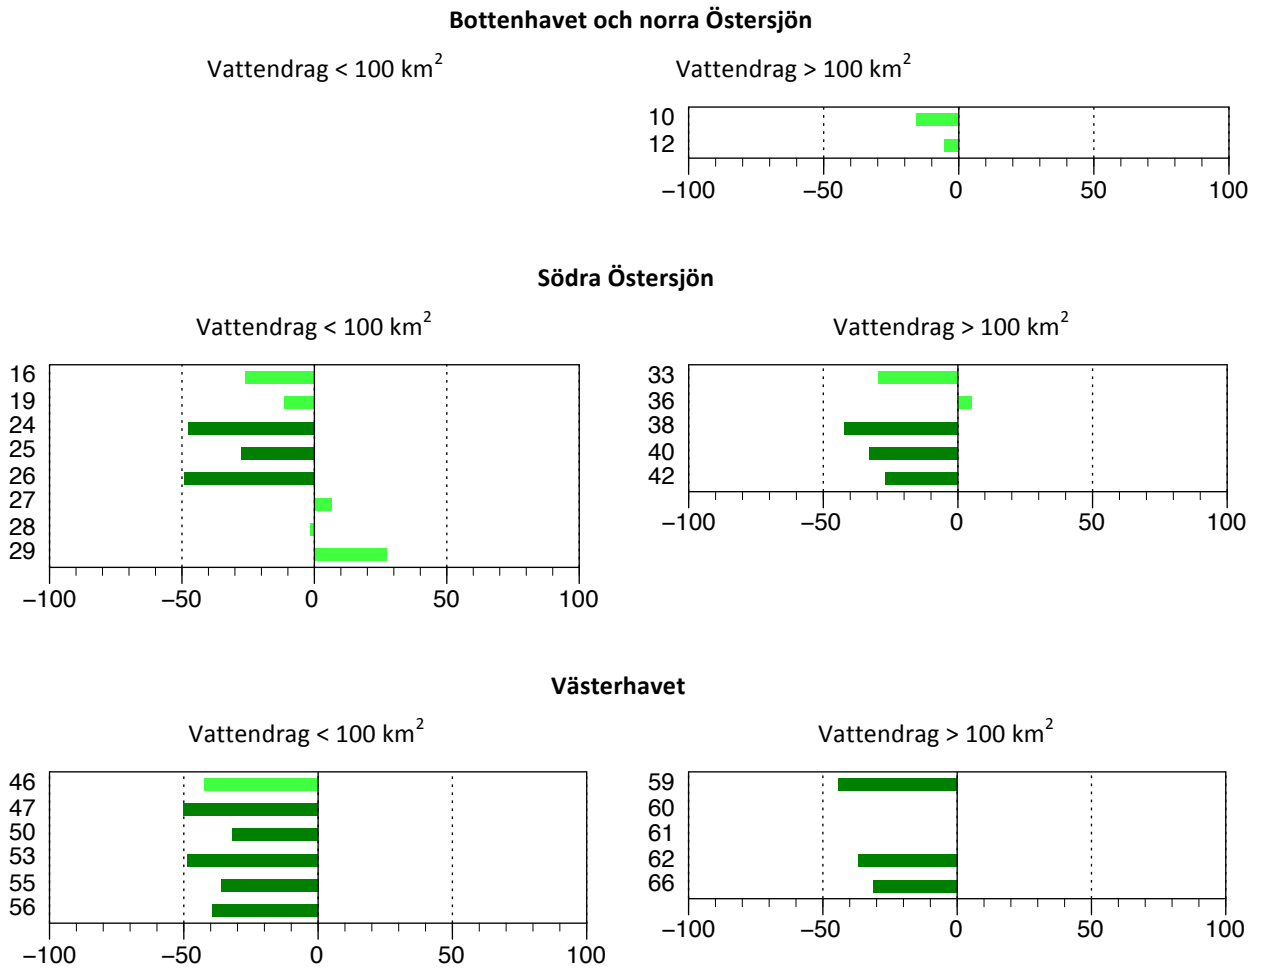 Bottenhavet och norra Östersjön
Vattendrag < 100 km²
Vattendrag > 100 km²
10
12
−100 −50 0 50 100
Södra Östersjön
Vattendrag < 100 km²
16
19
24
25
26
27
28
29
−100 −50 0 50 100
Vattendrag > 100 km²
33
36
38
40
42
−100 −50 0 50 100
Västerhavet
Vattendrag < 100 km²
46
47
50
53
55
56
−100 −50 0 50 100
Vattendrag > 100 km²
59
60
61
62
66
−100 −50 0 50 100